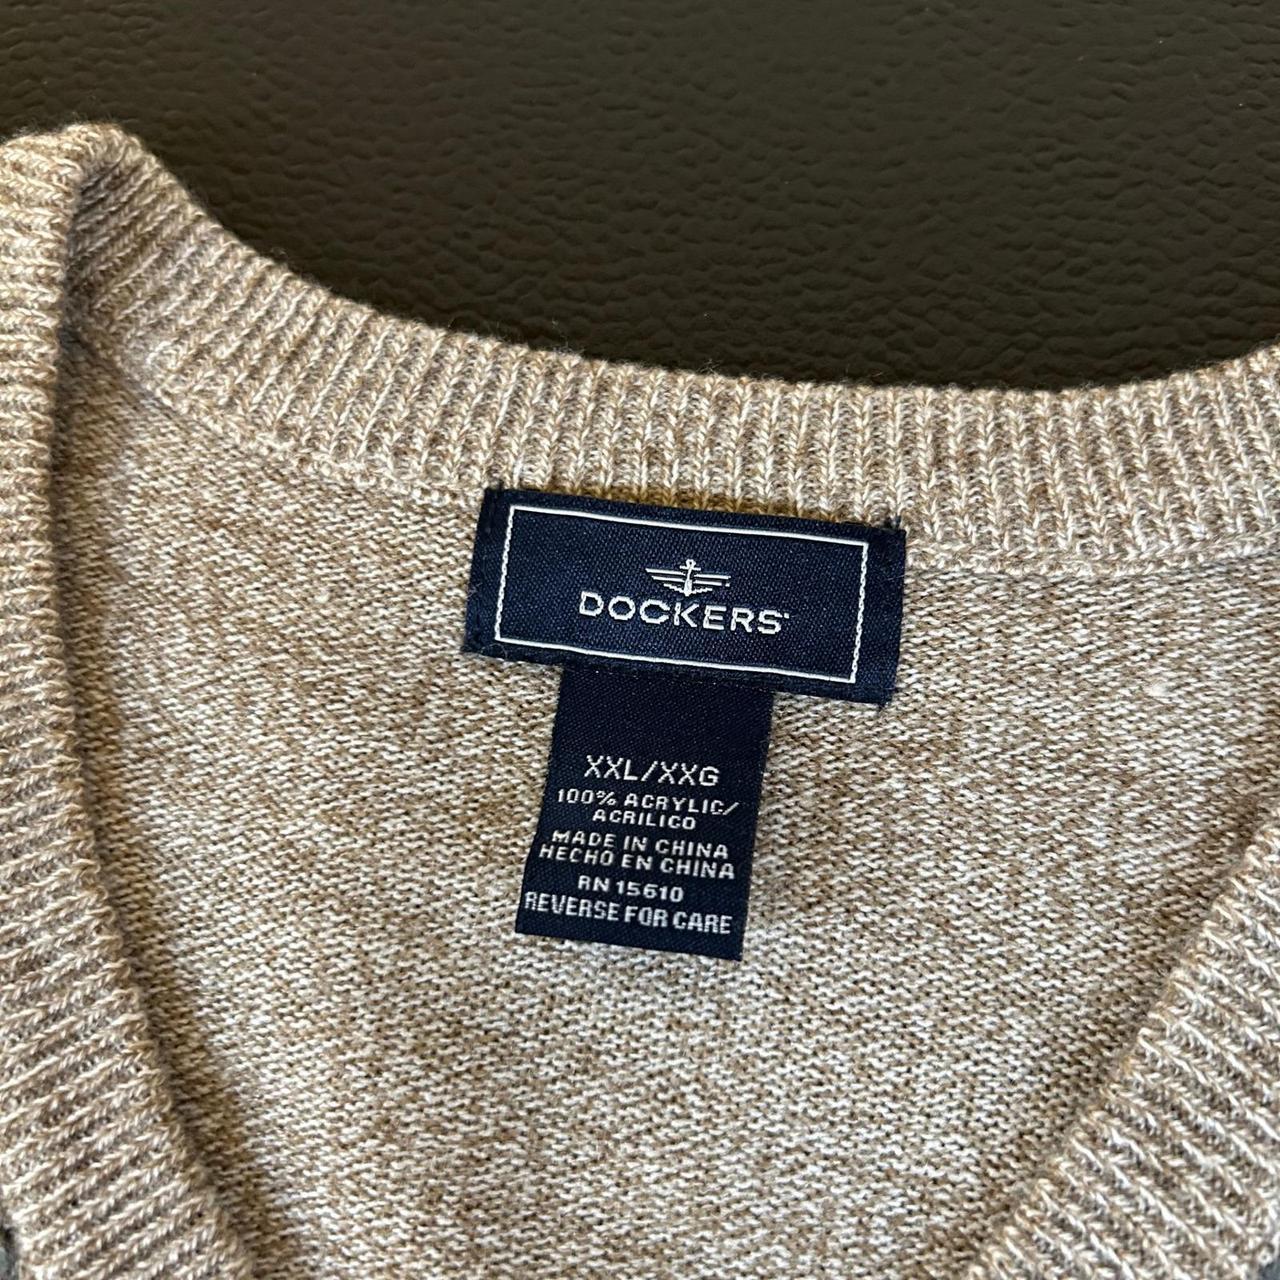 DOCKERS
XXL/XXG
100% ACRYLIC/
ACRILICO
MADE IN CHINA
HECHO EN CHINA
RN 15610
REVERSE FOR CARE